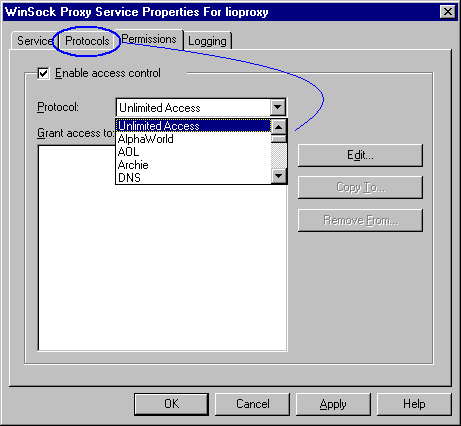 WinSock Proxy Service Properties For lioproxy
Service Protocols Permissions Logging
Enable access control
Protocol: Unlimited Access
Grant access to:
Unlimited Access
AlphaWorld
AOL
Archie
DNS
Edit...
Copy To...
Remove From...
OK Cancel Apply Help